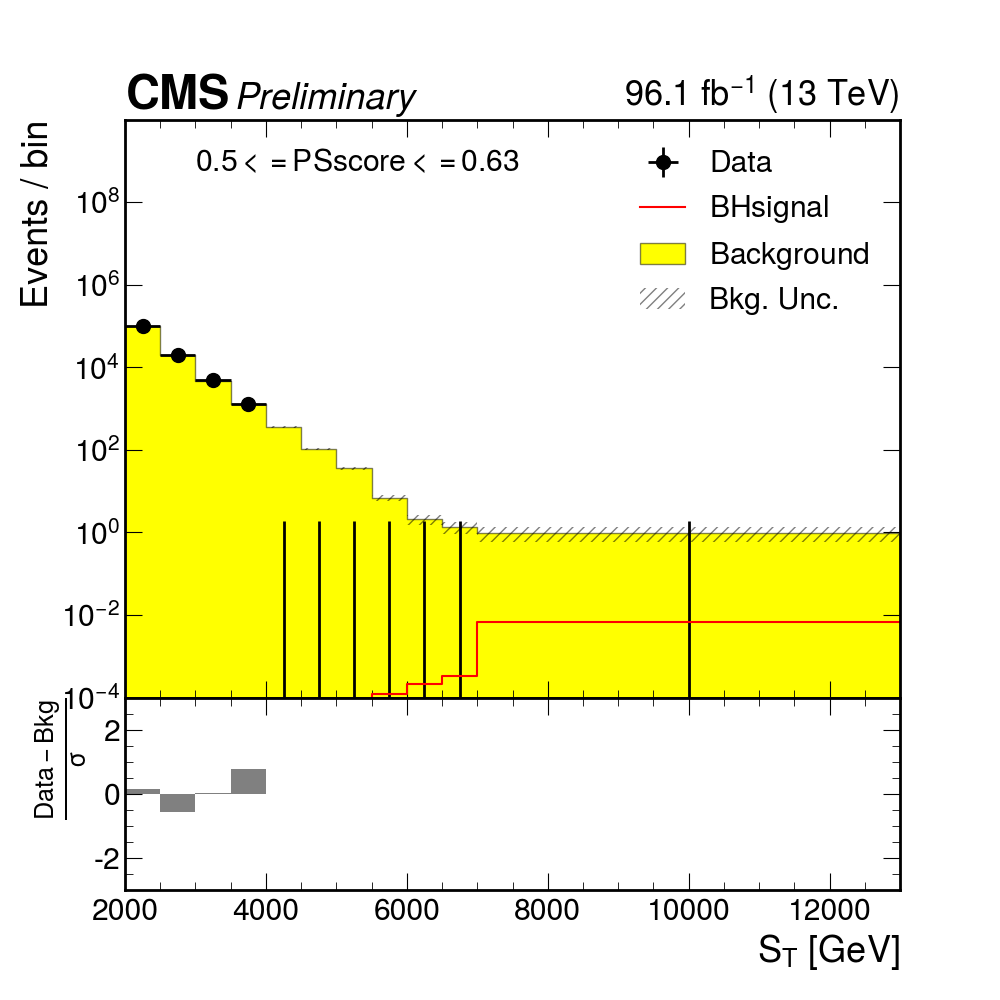 CMS Preliminary 96.1 fb⁻¹ (13 TeV)
Events / bin
0.5 < = PSscore < = 0.63
Data
BHsignal
Background
Bkg. Unc.
10⁸
10⁶
10⁴
10²
10⁰
10⁻²
10⁻⁴
Data – Bkg
σ
2
0
-2
2000 4000 6000 8000 10000 12000
S_T [GeV]